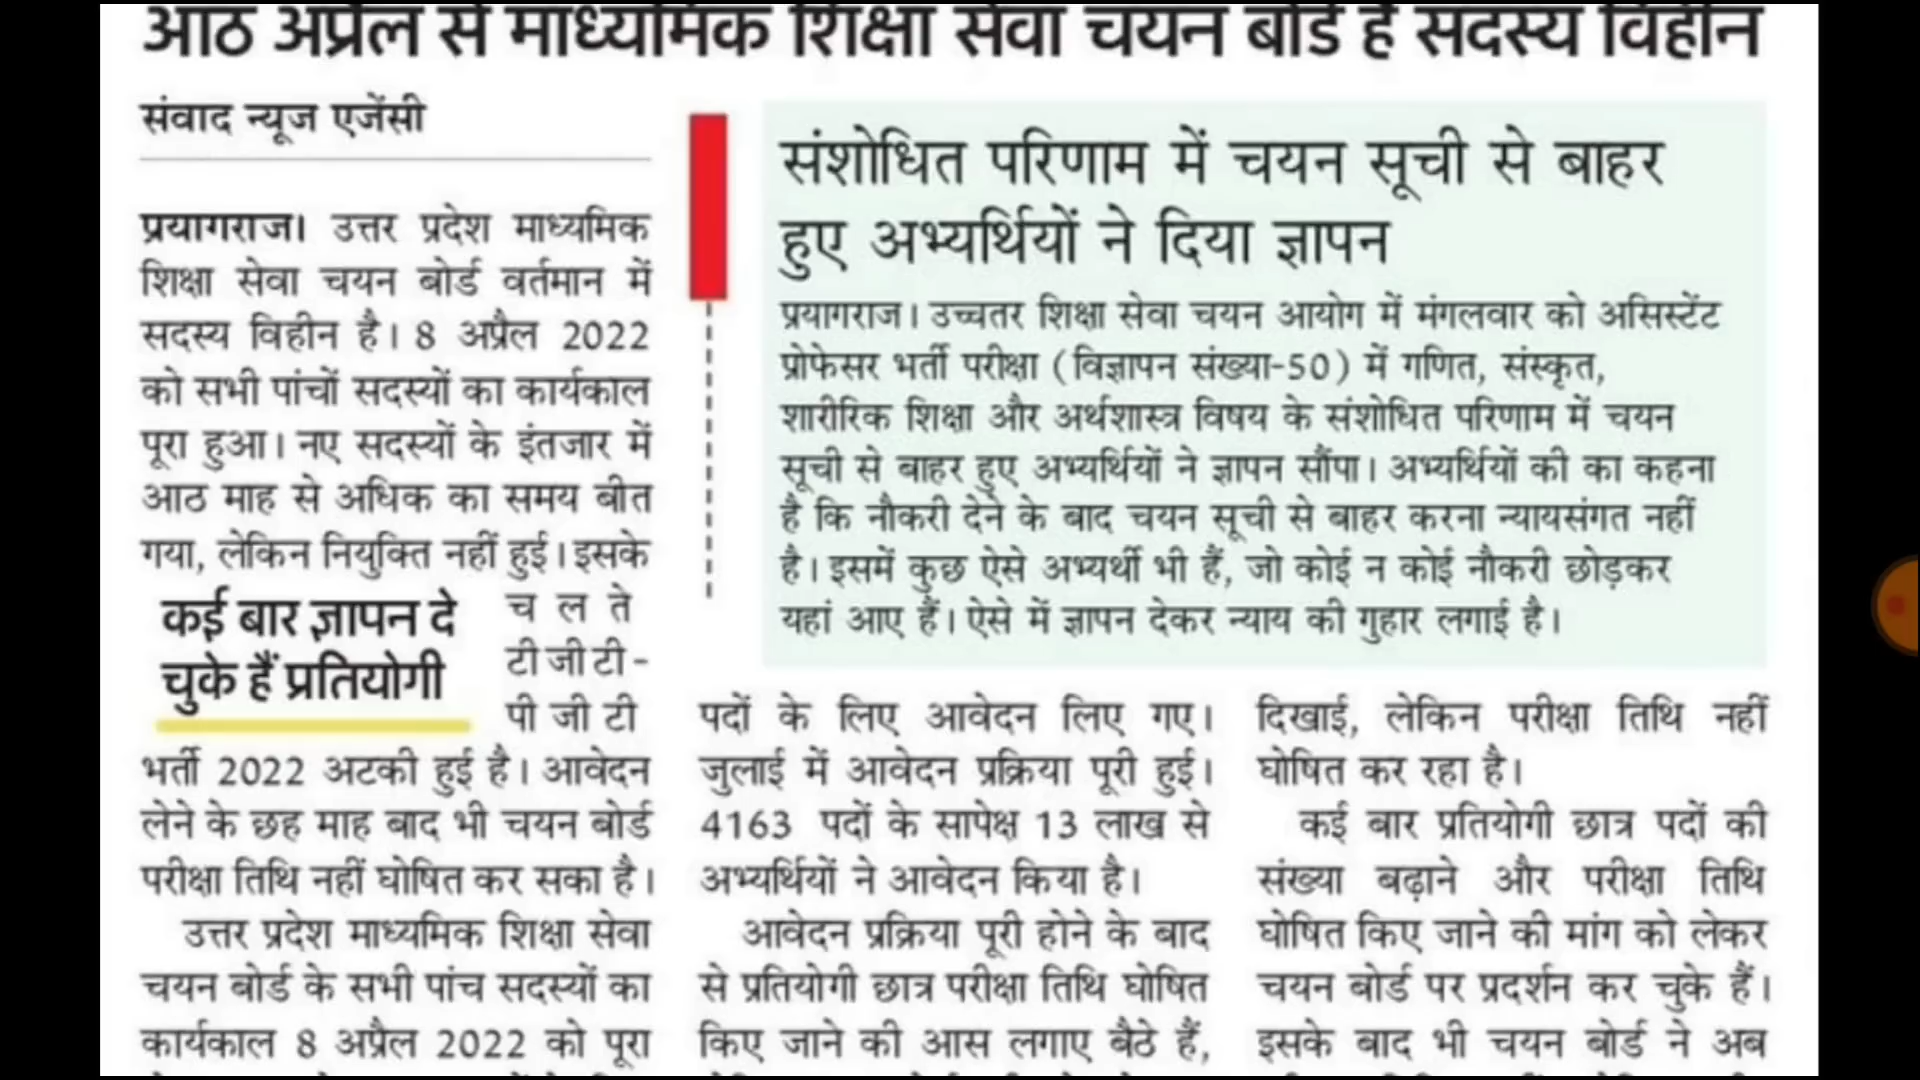 आठ अप्रैल से माध्यमिक शिक्षा सेवा चयन बोर्ड है सदस्य विहीन
संवाद न्यूज एजेंसी
प्रयागराज। उत्तर प्रदेश माध्यमिक
शिक्षा सेवा चयन बोर्ड वर्तमान में
सदस्य विहीन है। 8 अप्रैल 2022
को सभी पांचों सदस्यों का कार्यकाल
पूरा हुआ। नए सदस्यों के इंतजार में
आठ माह से अधिक का समय बीत
गया, लेकिन नियुक्ति नहीं हुई। इसके
कई बार ज्ञापन दे
चुके हैं प्रतियोगी
चलते
टीजीटी-
पीजीटी
भर्ती 2022 अटकी हुई है। आवेदन
लेने के छह माह बाद भी चयन बोर्ड
परीक्षा तिथि नहीं घोषित कर सका है।
उत्तर प्रदेश माध्यमिक शिक्षा सेवा
चयन बोर्ड के सभी पांच सदस्यों का
कार्यकाल 8 अप्रैल 2022 को पूरा
संशोधित परिणाम में चयन सूची से बाहर
हुए अभ्यर्थियों ने दिया ज्ञापन
प्रयागराज। उच्चतर शिक्षा सेवा चयन आयोग में मंगलवार को असिस्टेंट
प्रोफेसर भर्ती परीक्षा (विज्ञापन संख्या-50) में गणित, संस्कृत,
शारीरिक शिक्षा और अर्थशास्त्र विषय के संशोधित परिणाम में चयन
सूची से बाहर हुए अभ्यर्थियों ने ज्ञापन सौंपा। अभ्यर्थियों की का कहना
है कि नौकरी देने के बाद चयन सूची से बाहर करना न्यायसंगत नहीं
है। इसमें कुछ ऐसे अभ्यर्थी भी हैं, जो कोई न कोई नौकरी छोड़कर
यहां आए हैं। ऐसे में ज्ञापन देकर न्याय की गुहार लगाई है।
पदों के लिए आवेदन लिए गए।
जुलाई में आवेदन प्रक्रिया पूरी हुई।
4163 पदों के सापेक्ष 13 लाख से
अभ्यर्थियों ने आवेदन किया है।
आवेदन प्रक्रिया पूरी होने के बाद
से प्रतियोगी छात्र परीक्षा तिथि घोषित
किए जाने की आस लगाए बैठे हैं,
दिखाई, लेकिन परीक्षा तिथि नहीं
घोषित कर रहा है।
कई बार प्रतियोगी छात्र पदों की
संख्या बढ़ाने और परीक्षा तिथि
घोषित किए जाने की मांग को लेकर
चयन बोर्ड पर प्रदर्शन कर चुके हैं।
इसके बाद भी चयन बोर्ड ने अब